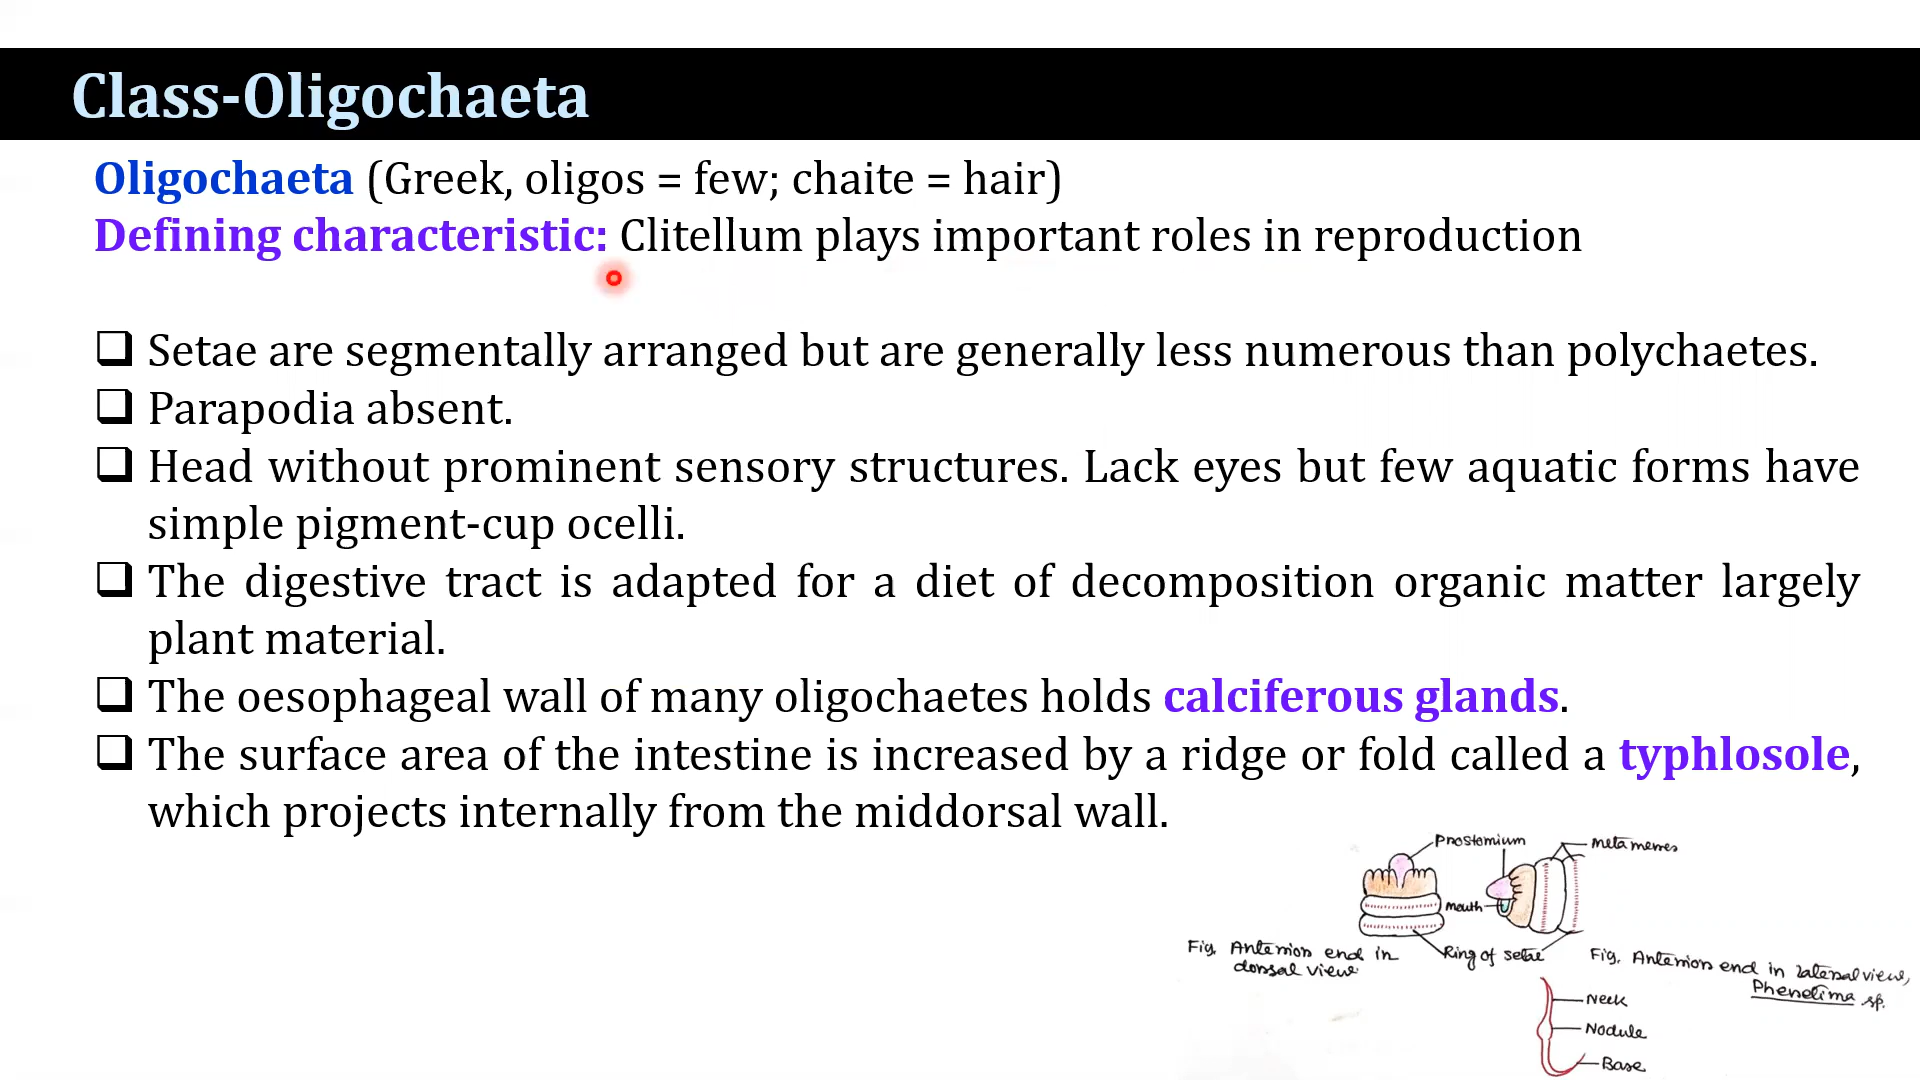 Class-Oligochaeta
Oligochaeta (Greek, oligos = few; chaite = hair)
Defining characteristic: Clitellum plays important roles in reproduction
❑ Setae are segmentally arranged but are generally less numerous than polychaetes.
❑ Parapodia absent.
❑ Head without prominent sensory structures. Lack eyes but few aquatic forms have
simple pigment-cup ocelli.
❑ The digestive tract is adapted for a diet of decomposition organic matter largely
plant material.
❑ The oesophageal wall of many oligochaetes holds calciferous glands.
❑ The surface area of the intestine is increased by a ridge or fold called a typhlosole,
which projects internally from the middorsal wall.
Prostomium
Metameres
Mouth
Ring of setae
Fig. Anterior end in
dorsal view
Fig. Anterior end in lateral view,
Pheretima sp.
Neck
Nodule
Base